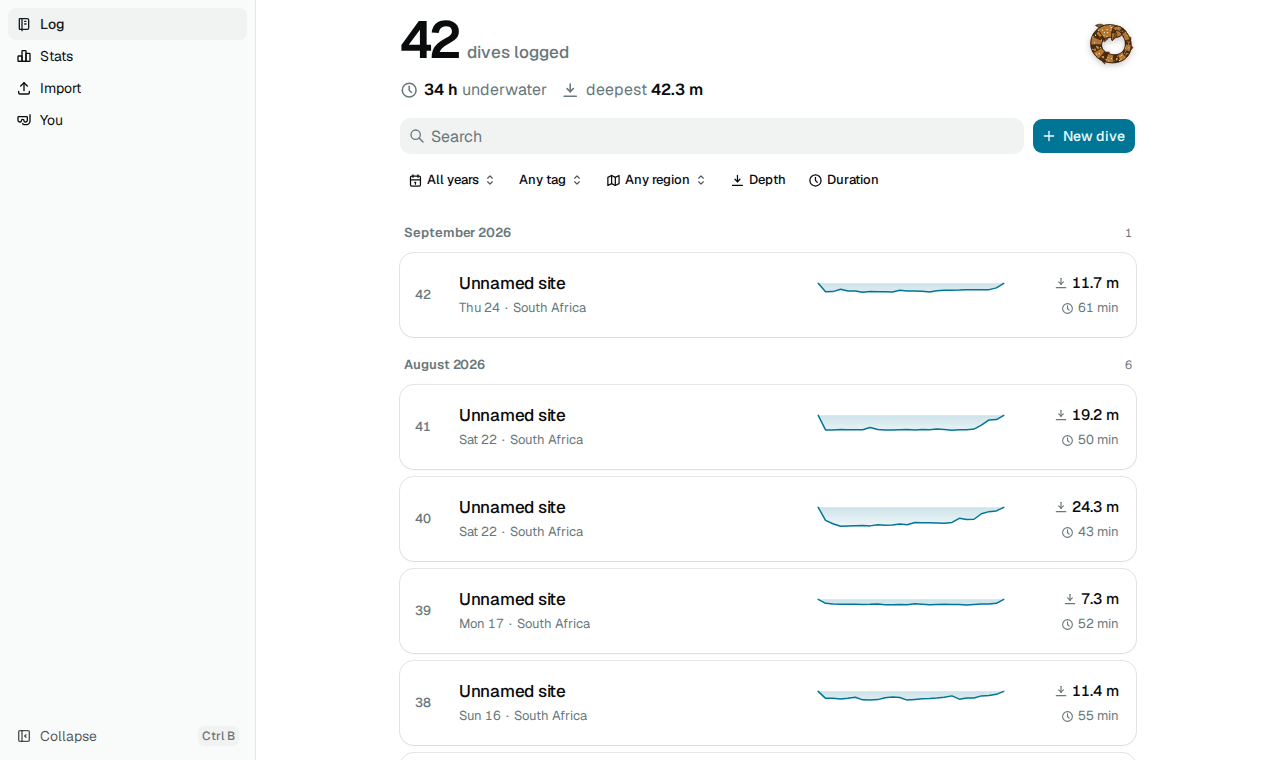 Log
Stats
Import
You
Collapse
Ctrl B
42 dives logged
34 h underwater deepest 42.3 m
Search
New dive
All years Any tag Any region Depth Duration
September 2026 1
42
Unnamed site
Thu 24 · South Africa
11.7 m
61 min
August 2026 6
41
Unnamed site
Sat 22 · South Africa
19.2 m
50 min
40
Unnamed site
Sat 22 · South Africa
24.3 m
43 min
39
Unnamed site
Mon 17 · South Africa
7.3 m
52 min
38
Unnamed site
Sun 16 · South Africa
11.4 m
55 min